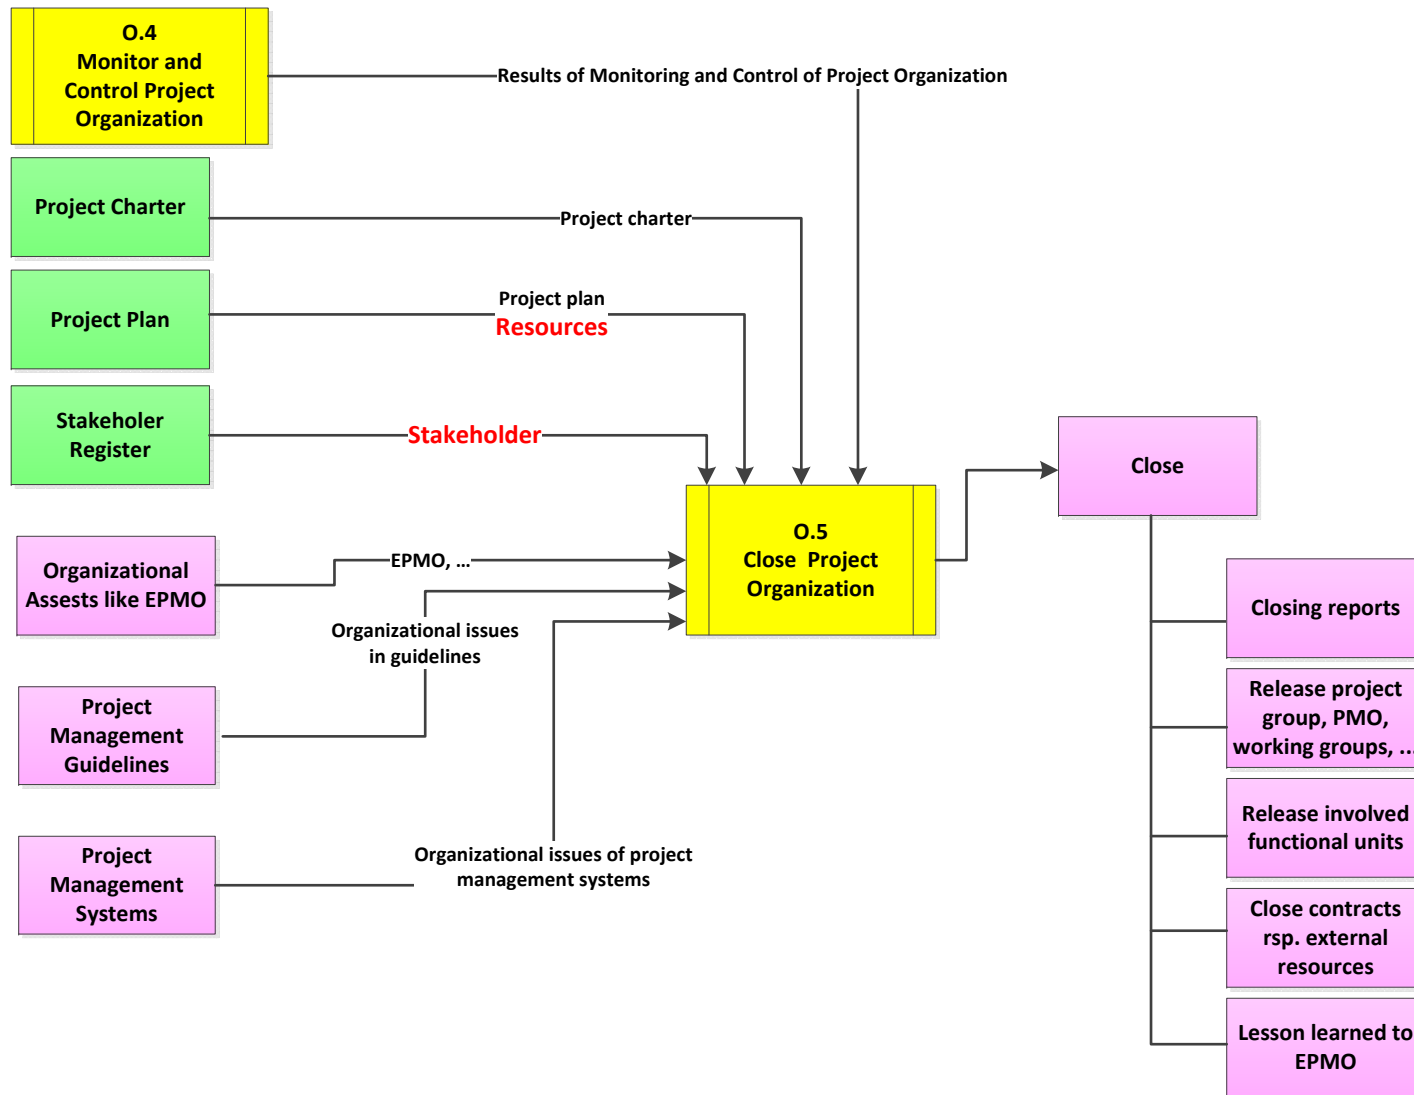 O.4
Monitor and
Control Project
Organization
Results of Monitoring and Control of Project Organization
Project Charter
Project charter
Project Plan
Project plan
Resources
Stakeholer
Register
Stakeholder
Close
O.5
Close Project
Organization
Organizational
Assests like EPMO
EPMO, ...
Organizational issues
in guidelines
Closing reports
Project
Management
Guidelines
Release project
group, PMO,
working groups, ...
Release involved
functional units
Project
Management
Systems
Organizational issues of project
management systems
Close contracts
rsp. external
resources
Lesson learned to
EPMO